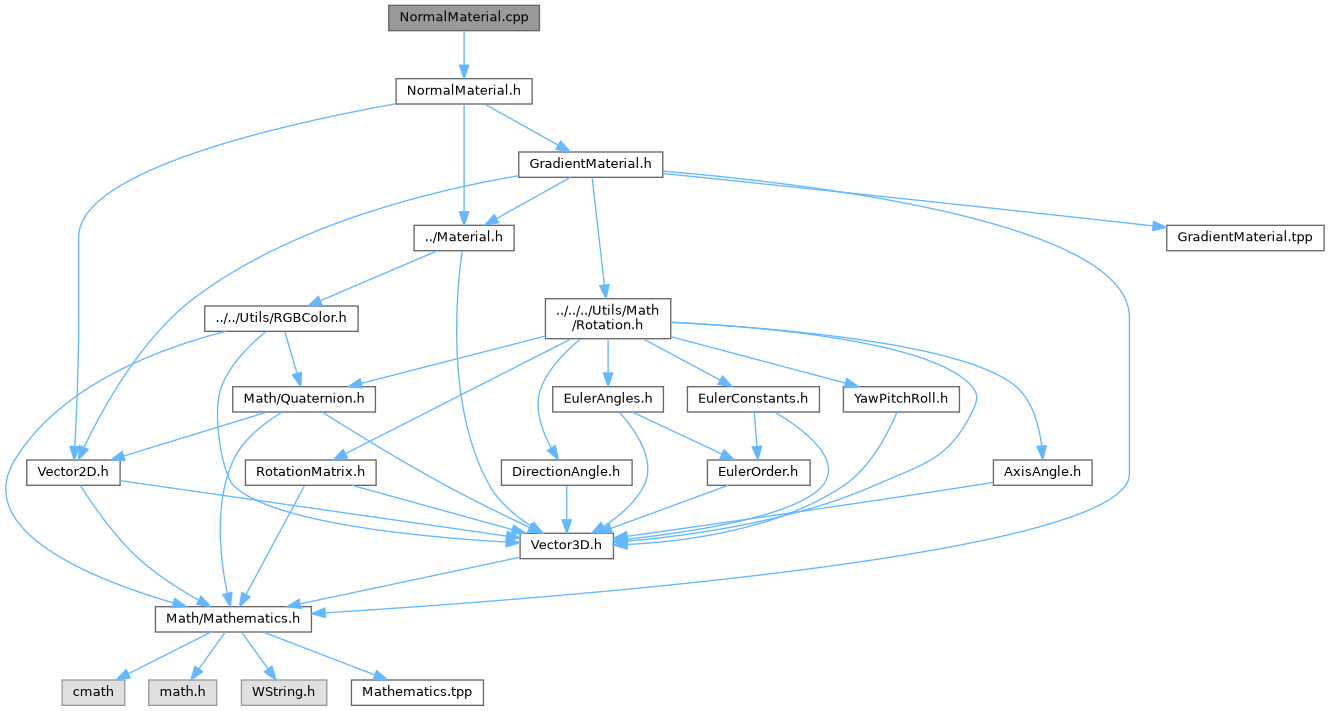 NormalMaterial.cpp
NormalMaterial.h
GradientMaterial.h
../Material.h
GradientMaterial.tpp
../../Utils/RGBColor.h
../../../Utils/Math
/Rotation.h
Math/Quaternion.h
EulerAngles.h
EulerConstants.h
YawPitchRoll.h
Vector2D.h
RotationMatrix.h
DirectionAngle.h
EulerOrder.h
AxisAngle.h
Vector3D.h
Math/Mathematics.h
cmath
math.h
WString.h
Mathematics.tpp